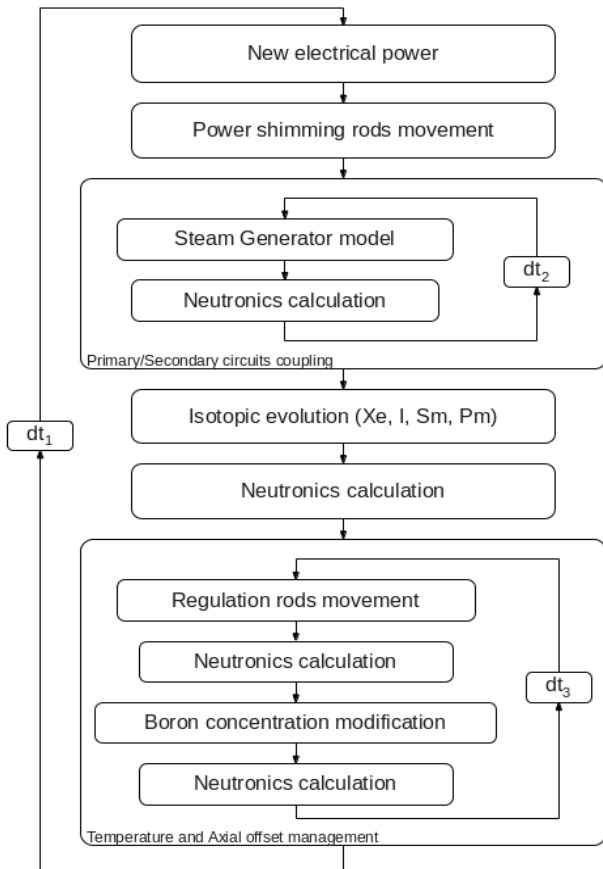 New electrical power
Power shimming rods movement
Steam Generator model
dt₂
Neutronics calculation
Primary/Secondary circuits coupling
Isotopic evolution (Xe, I, Sm, Pm)
dt₁
Neutronics calculation
Regulation rods movement
Neutronics calculation
dt₃
Boron concentration modification
Neutronics calculation
Temperature and Axial offset management